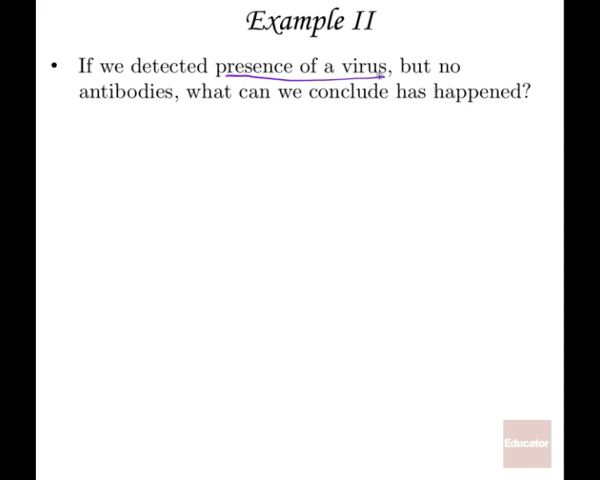 Example II
• If we detected presence of a virus, but no
antibodies, what can we conclude has happened?
Educator